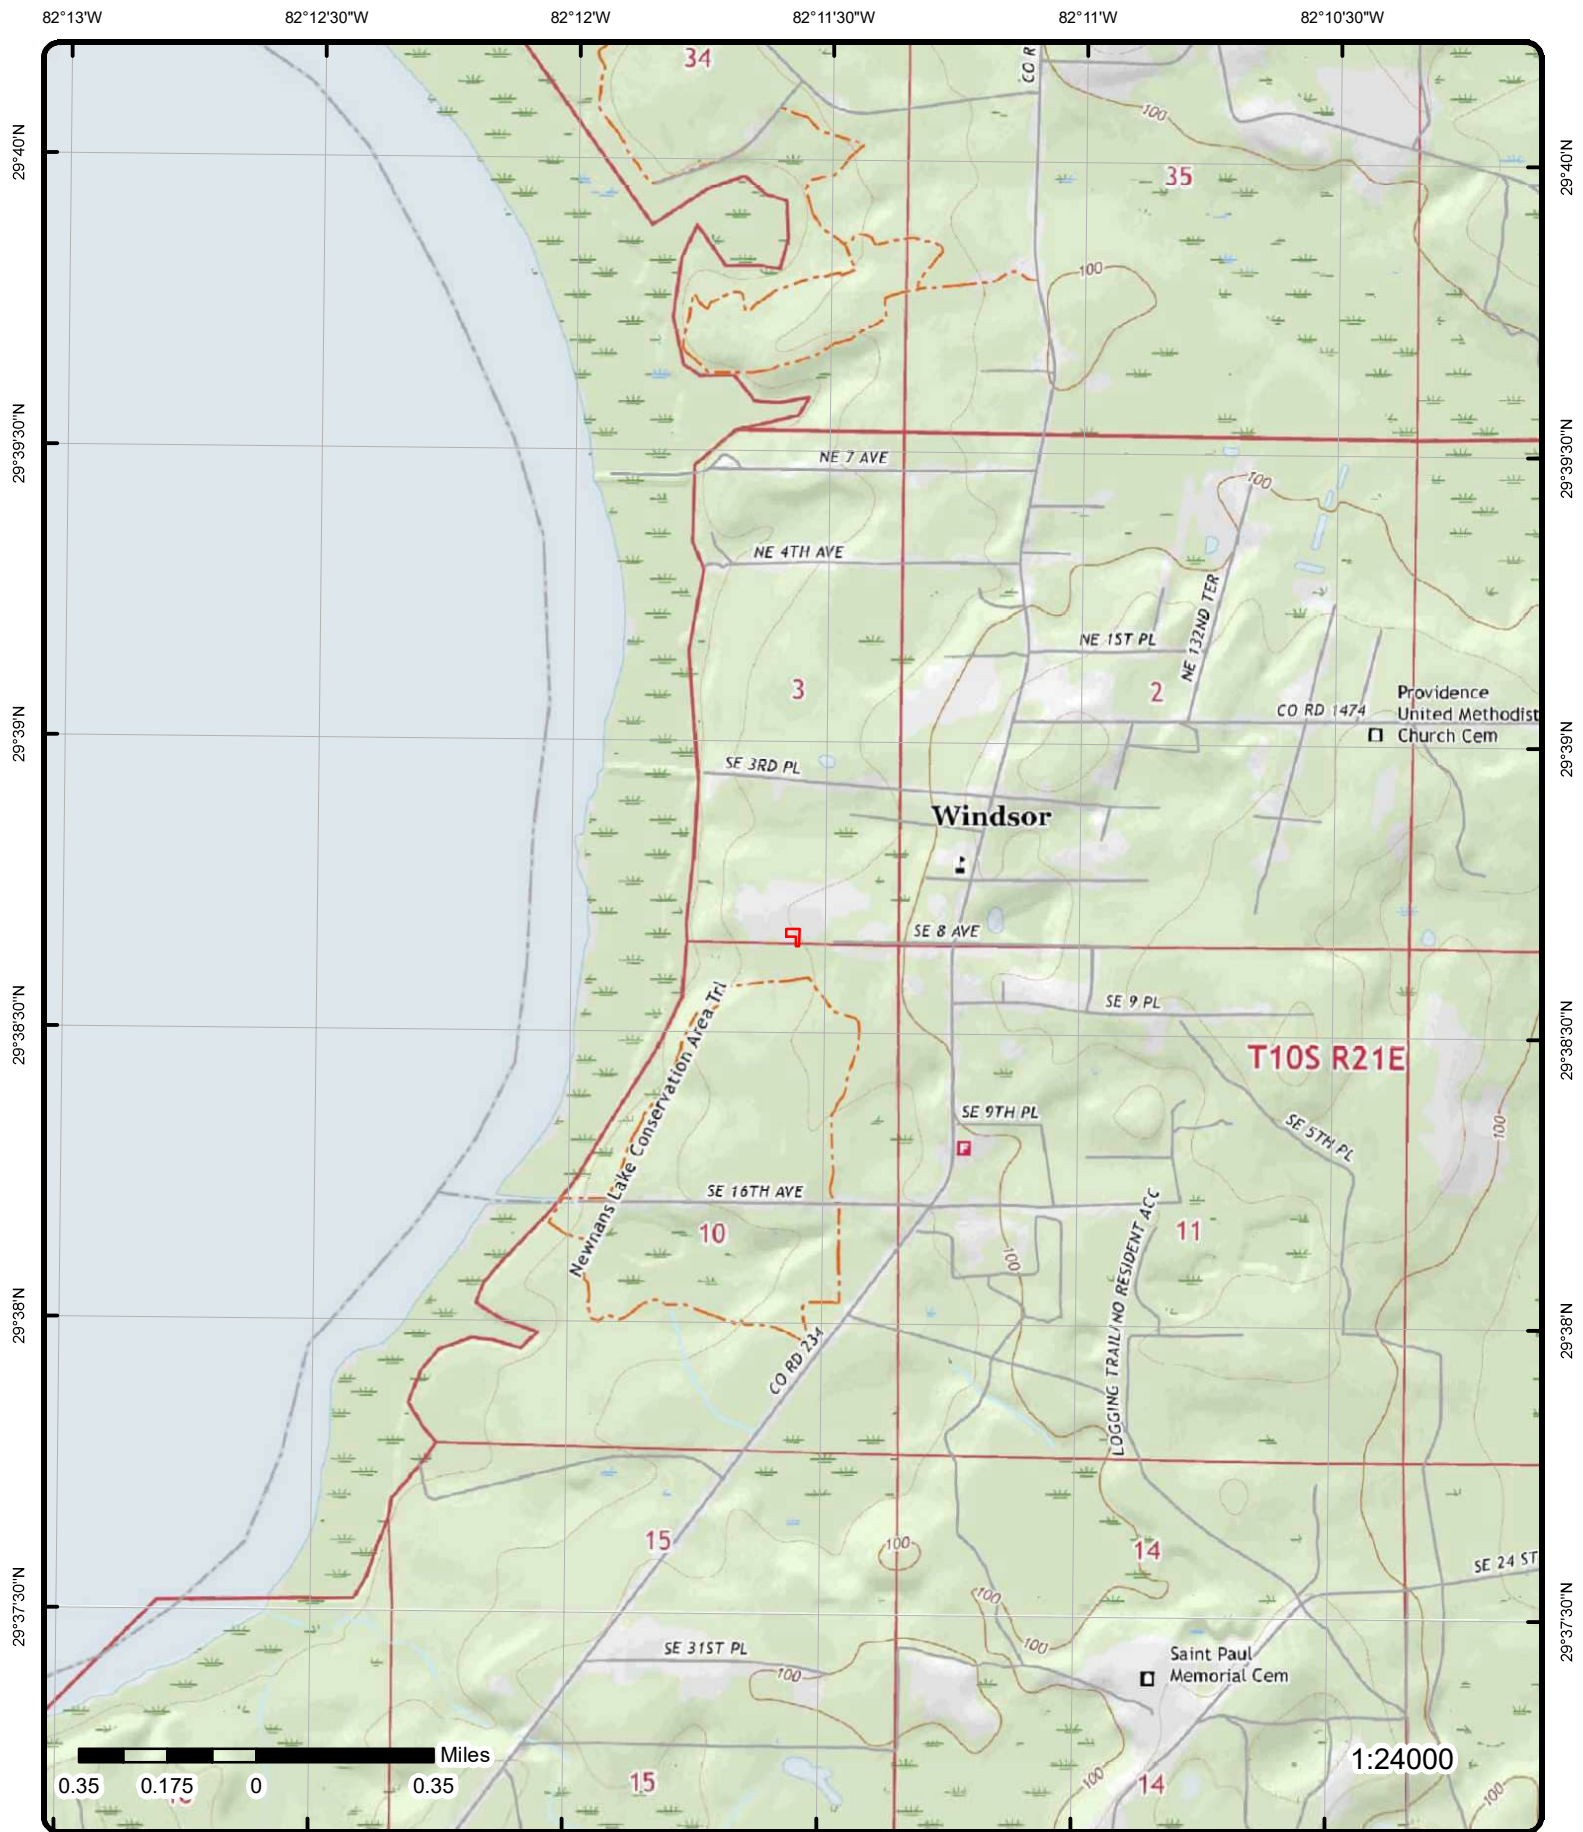 82°13'W 82°12'30"W 82°12'W 82°11'30"W 82°11'W 82°10'30"W
34
CO R
100
29°40'N
29°40'N
35
100
29°39'30"N
29°39'30"N
NE 7 AVE
100
NE 4TH AVE
NE 132ND TER
NE 1ST PL
3
2
Providence
United Methodist
Church Cem
CO RD 1474
29°39'N
29°39'N
SE 3RD PL
Windsor
SE 8 AVE
Newnans Lake Conservation Area Trl
SE 9 PL
29°38'30"N
29°38'30"N
T10S R21E
SE 9TH PL
SE 5TH PL
100
F
SE 16TH AVE
10
11
100
LOGGING TRAIL/NO RESIDENT ACC
29°38'N
29°38'N
CO RD 234
15
100
14
SE 24 ST
100
29°37'30"N
29°37'30"N
SE 31ST PL
100
100
Saint Paul
Memorial Cem
Miles
0.35 0.175 0 0.35
1:24000
15
14
100
100